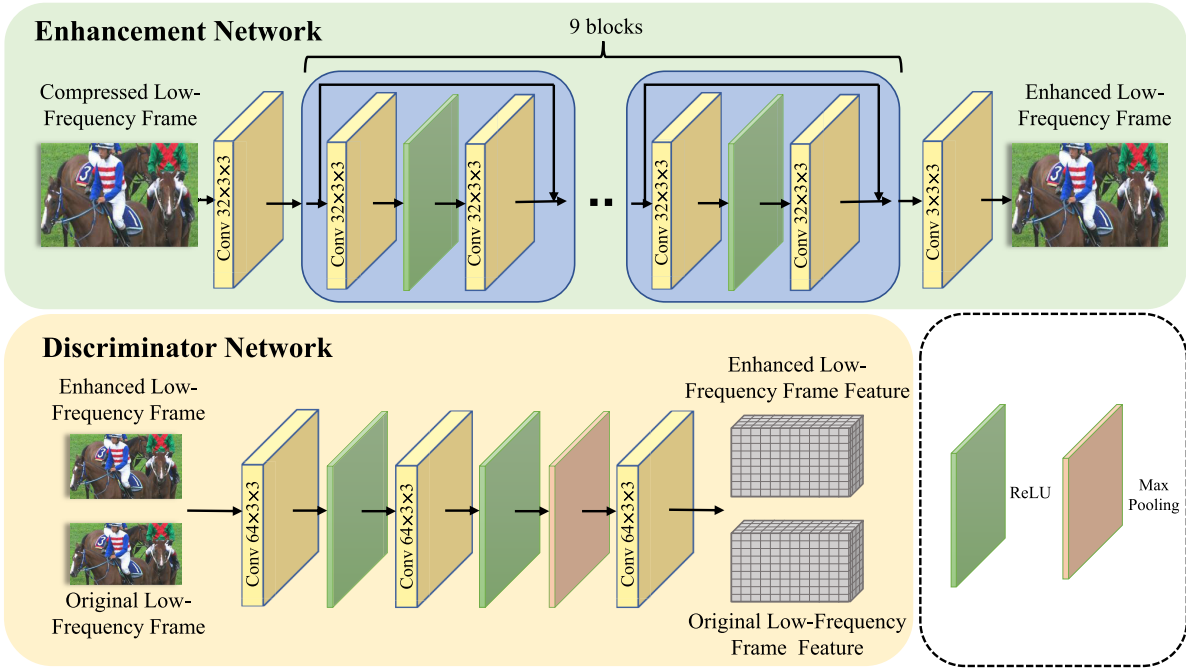 Enhancement Network
9 blocks
Compressed Low-
Frequency Frame
Conv 32×3×3
Conv 32×3×3
Conv 32×3×3
Conv 32×3×3
Conv 32×3×3
Conv 3×3×3
Enhanced Low-
Frequency Frame
Discriminator Network
Enhanced Low-
Frequency Frame
Original Low-
Frequency Frame
Conv 64×3×3
Conv 64×3×3
Conv 64×3×3
Enhanced Low-
Frequency Frame Feature
Original Low-Frequency
Frame Feature
ReLU
Max
Pooling